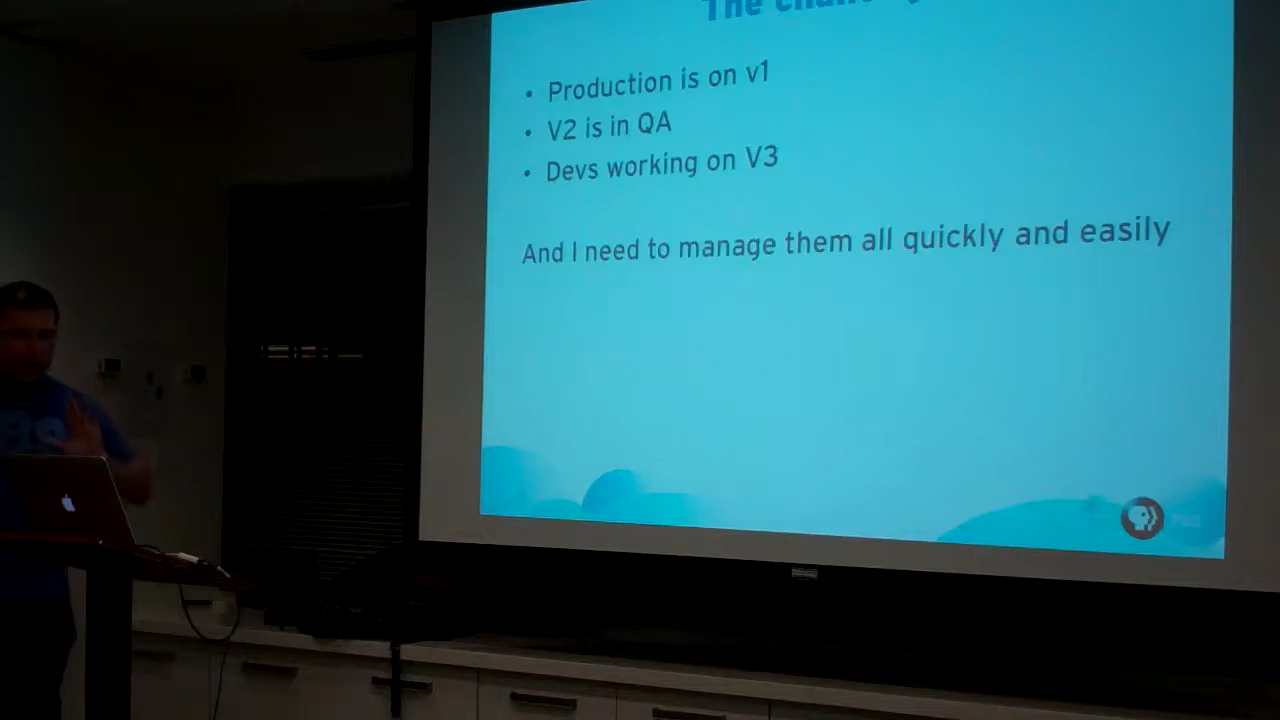 The
• Production is on v1
• V2 is in QA
• Devs working on V3
And I need to manage them all quickly and easily